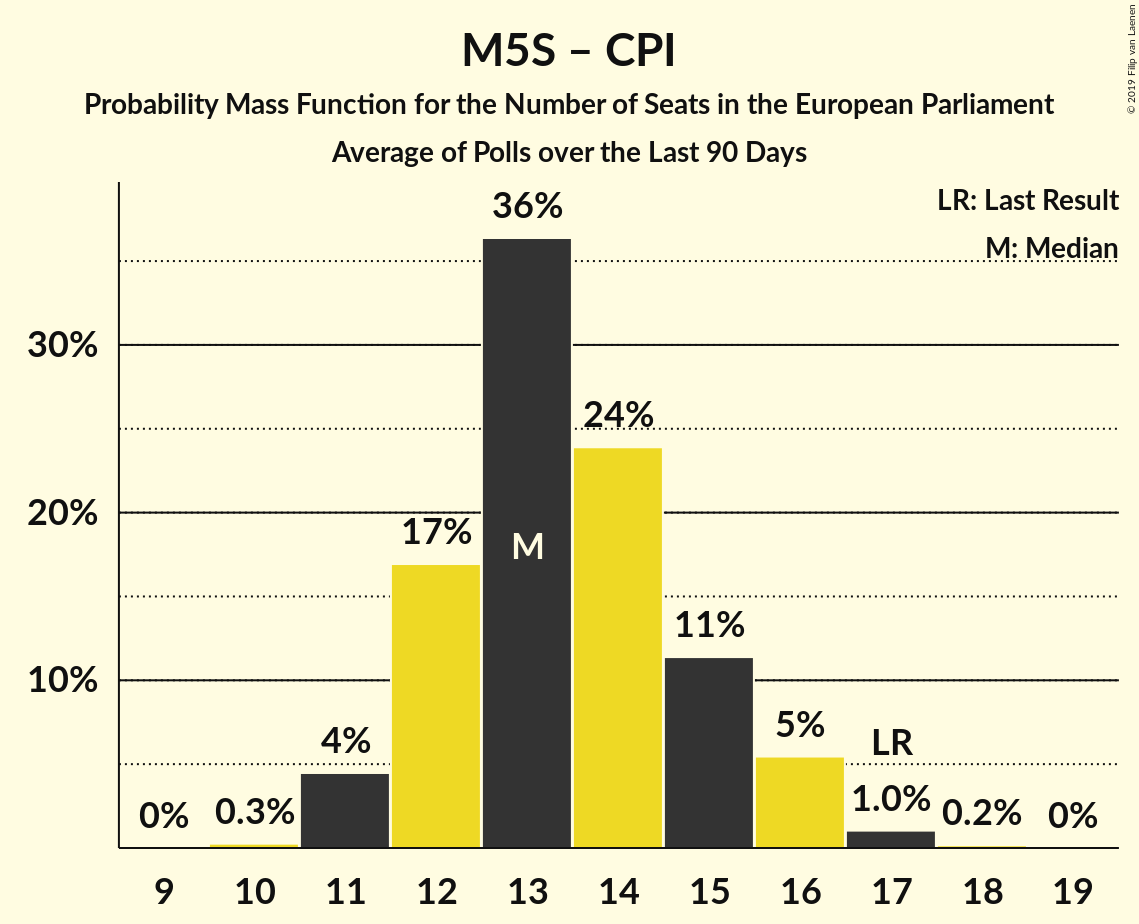 M5S – CPI
Probability Mass Function for the Number of Seats in the European Parliament
Average of Polls over the Last 90 Days
© 2019 Filip van Laenen
LR: Last Result
M: Median
36%
30%
24%
20%
17%
M
11%
10%
4%
5%
LR
0%
0.3%
1.0%
0.2%
0%
9 10 11 12 13 14 15 16 17 18 19